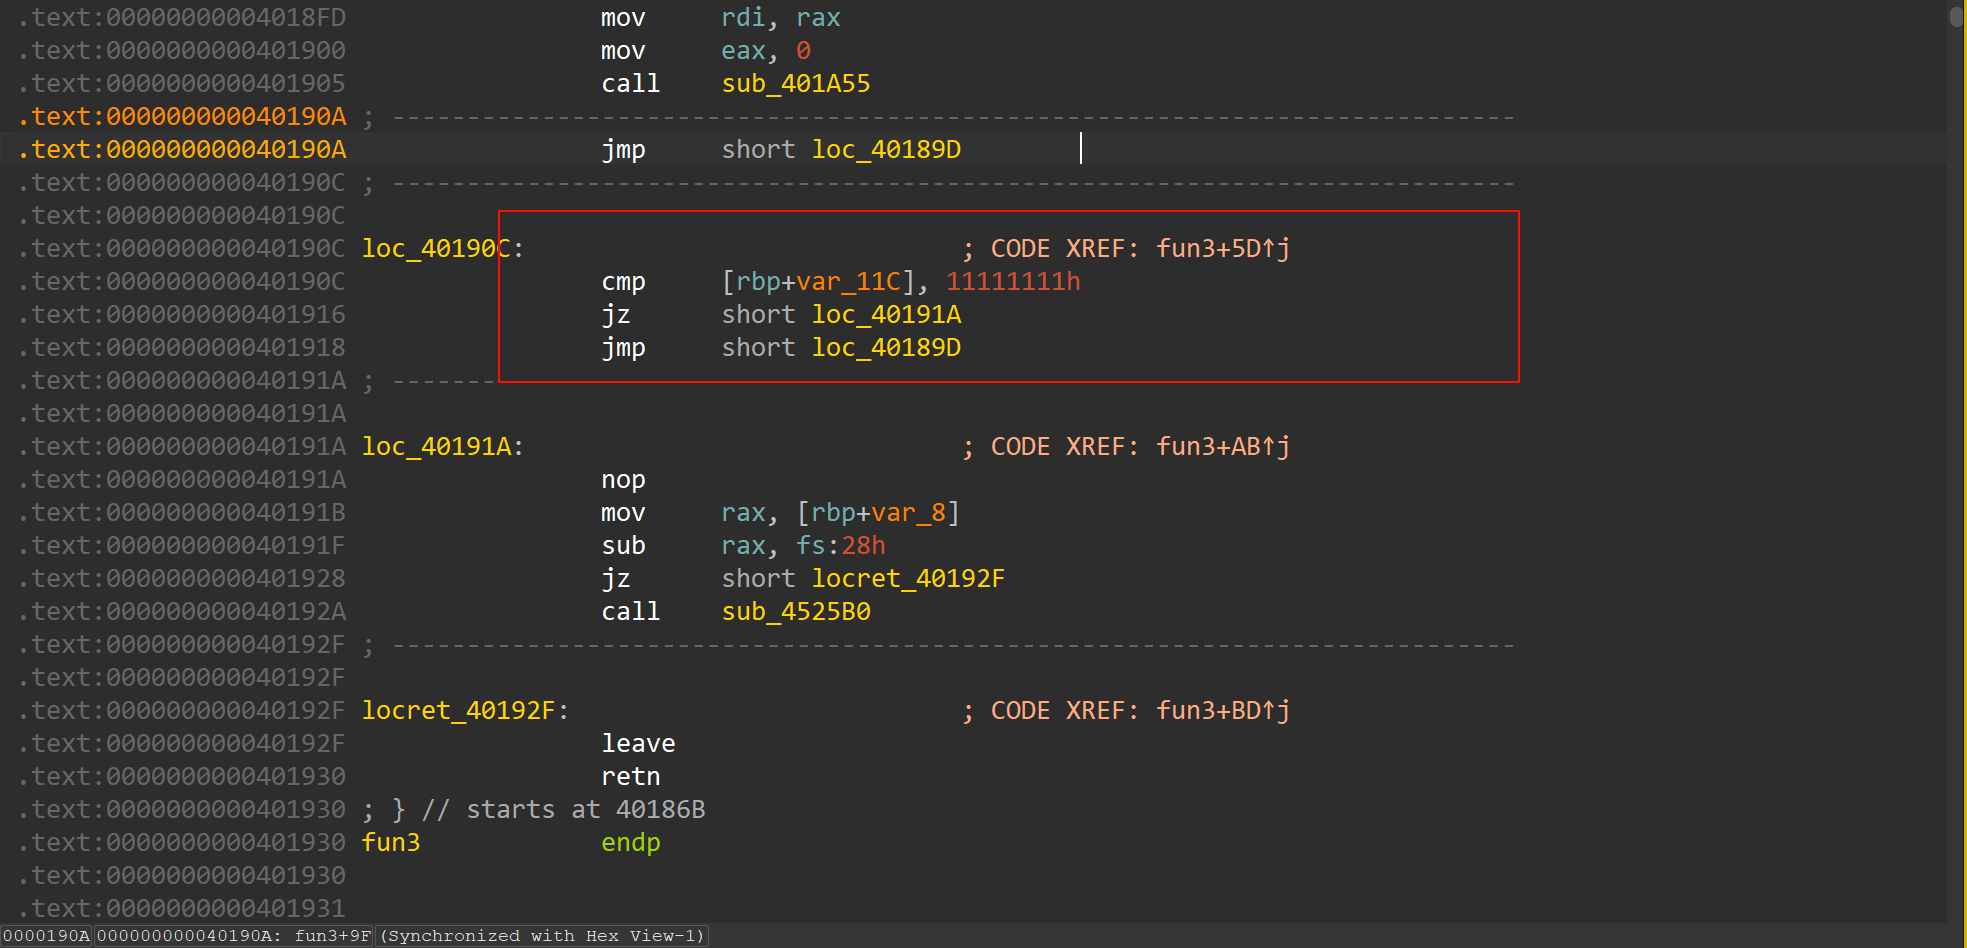 .text:00000000004018FD mov rdi, rax
.text:0000000000401900 mov eax, 0
.text:0000000000401905 call sub_401A55
.text:000000000040190A ; ---------------------------------------------------------------------------
.text:000000000040190A jmp short loc_40189D
.text:000000000040190C ; ---------------------------------------------------------------------------
.text:000000000040190C
.text:000000000040190C loc_40190C: ; CODE XREF: fun3+5D↑j
.text:000000000040190C cmp [rbp+var_11C], 11111111h
.text:0000000000401916 jz short loc_40191A
.text:0000000000401918 jmp short loc_40189D
.text:000000000040191A ; -------
.text:000000000040191A
.text:000000000040191A loc_40191A: ; CODE XREF: fun3+AB↑j
.text:000000000040191A nop
.text:000000000040191B mov rax, [rbp+var_8]
.text:000000000040191F sub rax, fs:28h
.text:0000000000401928 jz short locret_40192F
.text:000000000040192A call sub_4525B0
.text:000000000040192F ; ---------------------------------------------------------------------------
.text:000000000040192F
.text:000000000040192F locret_40192F: ; CODE XREF: fun3+BD↑j
.text:000000000040192F leave
.text:0000000000401930 retn
.text:0000000000401930 ; } // starts at 40186B
.text:0000000000401930 fun3 endp
.text:0000000000401930
.text:0000000000401931
0000190A 000000000040190A: fun3+9F (Synchronized with Hex View-1)